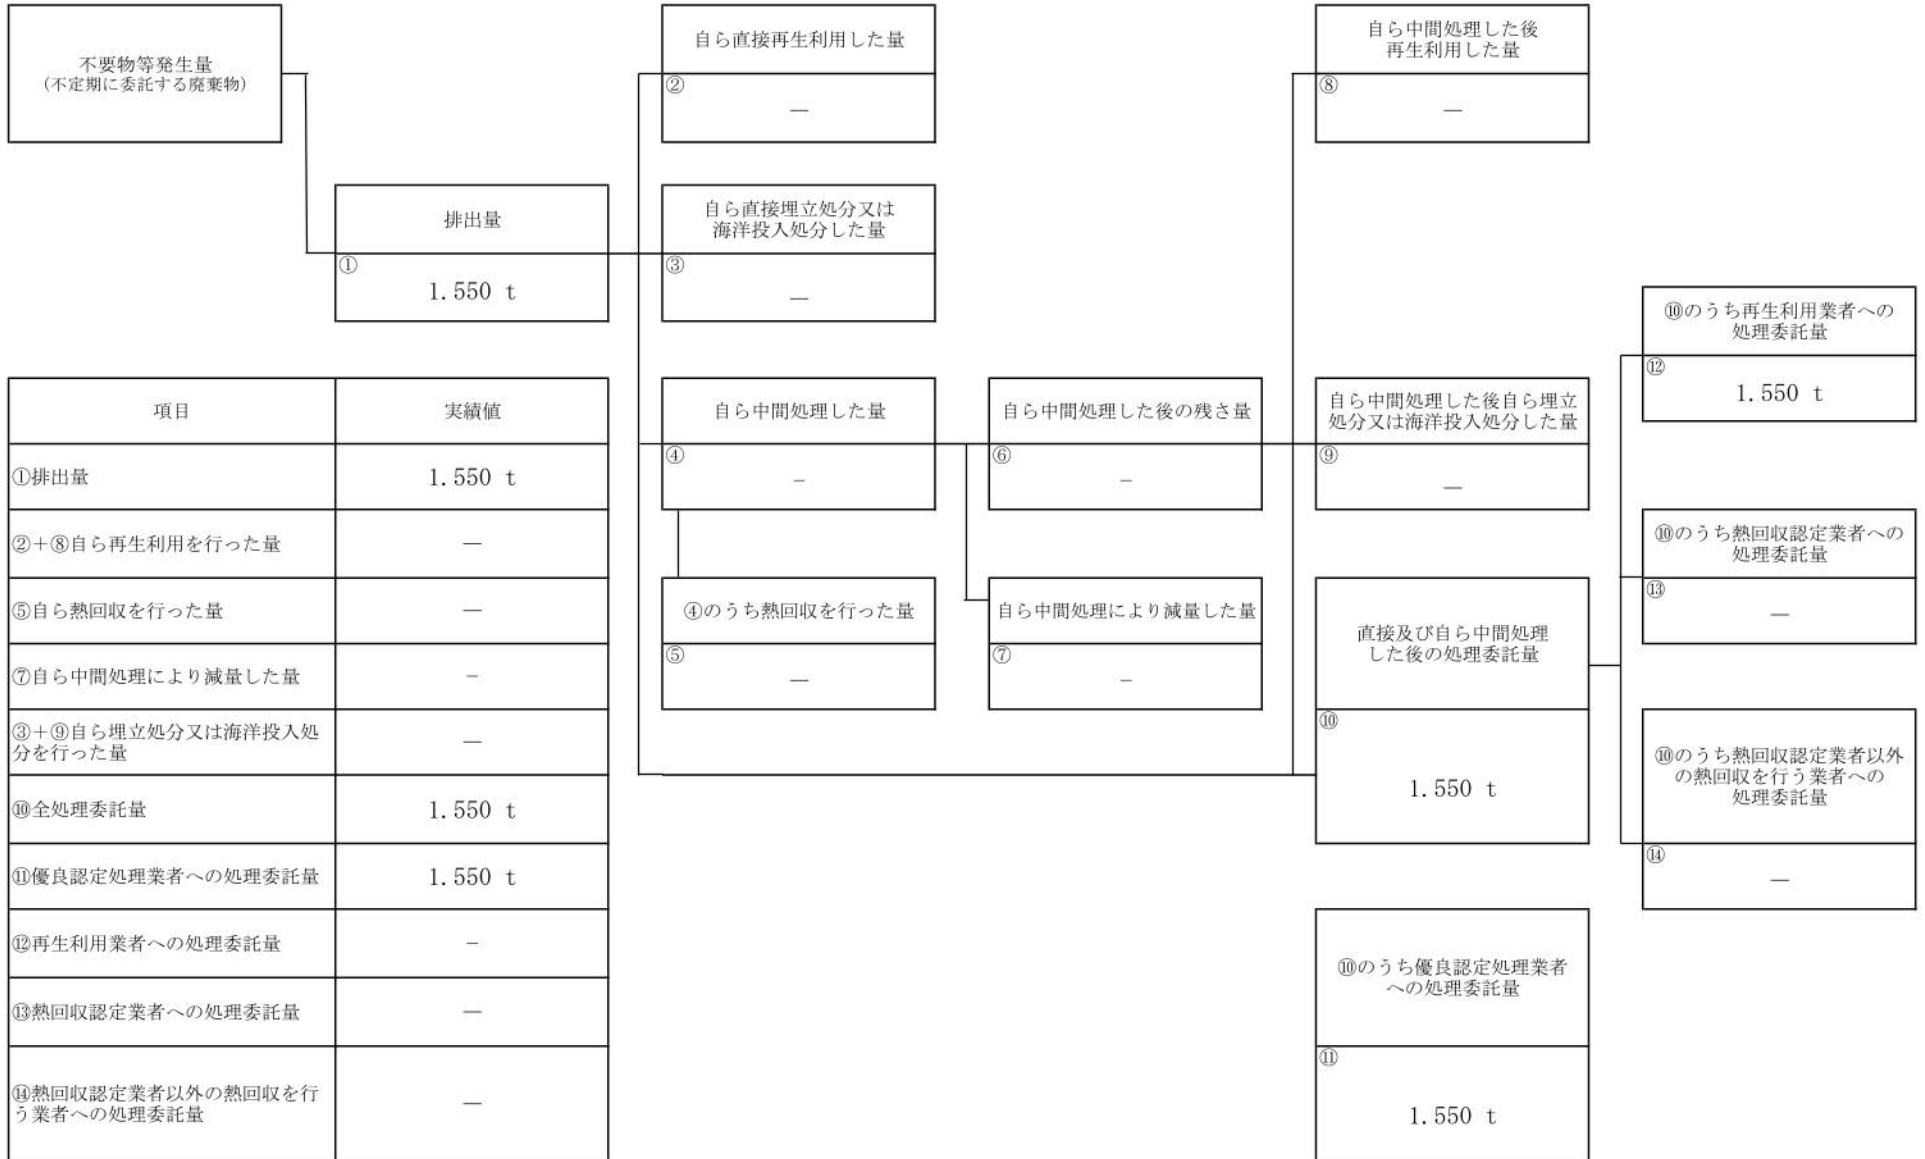 不要物等発生量
(不定期に委託する廃棄物)
自ら直接再生利用した量
②
—
自ら中間処理した後
再生利用した量
⑧
—
排出量
①
1.550 t
自ら直接埋立処分又は
海洋投入処分した量
③
—
⑩のうち再生利用業者への
処理委託量
⑫
1.550 t
項目
実績値
①排出量
1.550 t
②+⑧自ら再生利用を行った量
—
⑤自ら熱回収を行った量
—
⑦自ら中間処理により減量した量
-
③+⑨自ら埋立処分又は海洋投入処
分を行った量
—
⑩全処理委託量
1.550 t
⑪優良認定処理業者への処理委託量
1.550 t
⑫再生利用業者への処理委託量
-
⑬熱回収認定業者への処理委託量
—
⑭熱回収認定業者以外の熱回収を行
う業者への処理委託量
—
自ら中間処理した量
④
-
自ら中間処理した後の残さ量
⑥
-
自ら中間処理した後自ら埋立
処分又は海洋投入処分した量
⑨
—
④のうち熱回収を行った量
⑤
—
自ら中間処理により減量した量
⑦
-
直接及び自ら中間処理
した後の処理委託量
⑩
1.550 t
⑩のうち熱回収認定業者への
処理委託量
⑬
—
⑩のうち熱回収認定業者以外
の熱回収を行う業者への
処理委託量
⑭
—
⑩のうち優良認定処理業者
への処理委託量
⑪
1.550 t